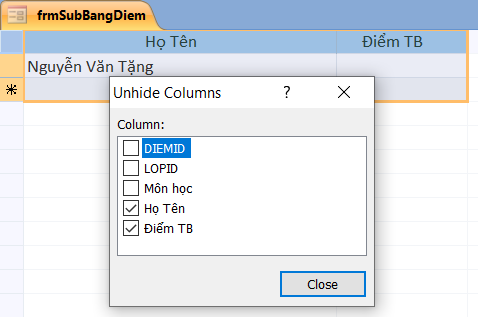 frmSubBangDiem
Họ Tên Điểm TB
Nguyễn Văn Tặng
Unhide Columns ?
Column:
DIEMID
LOPID
Môn học
Họ Tên
Điểm TB
Close